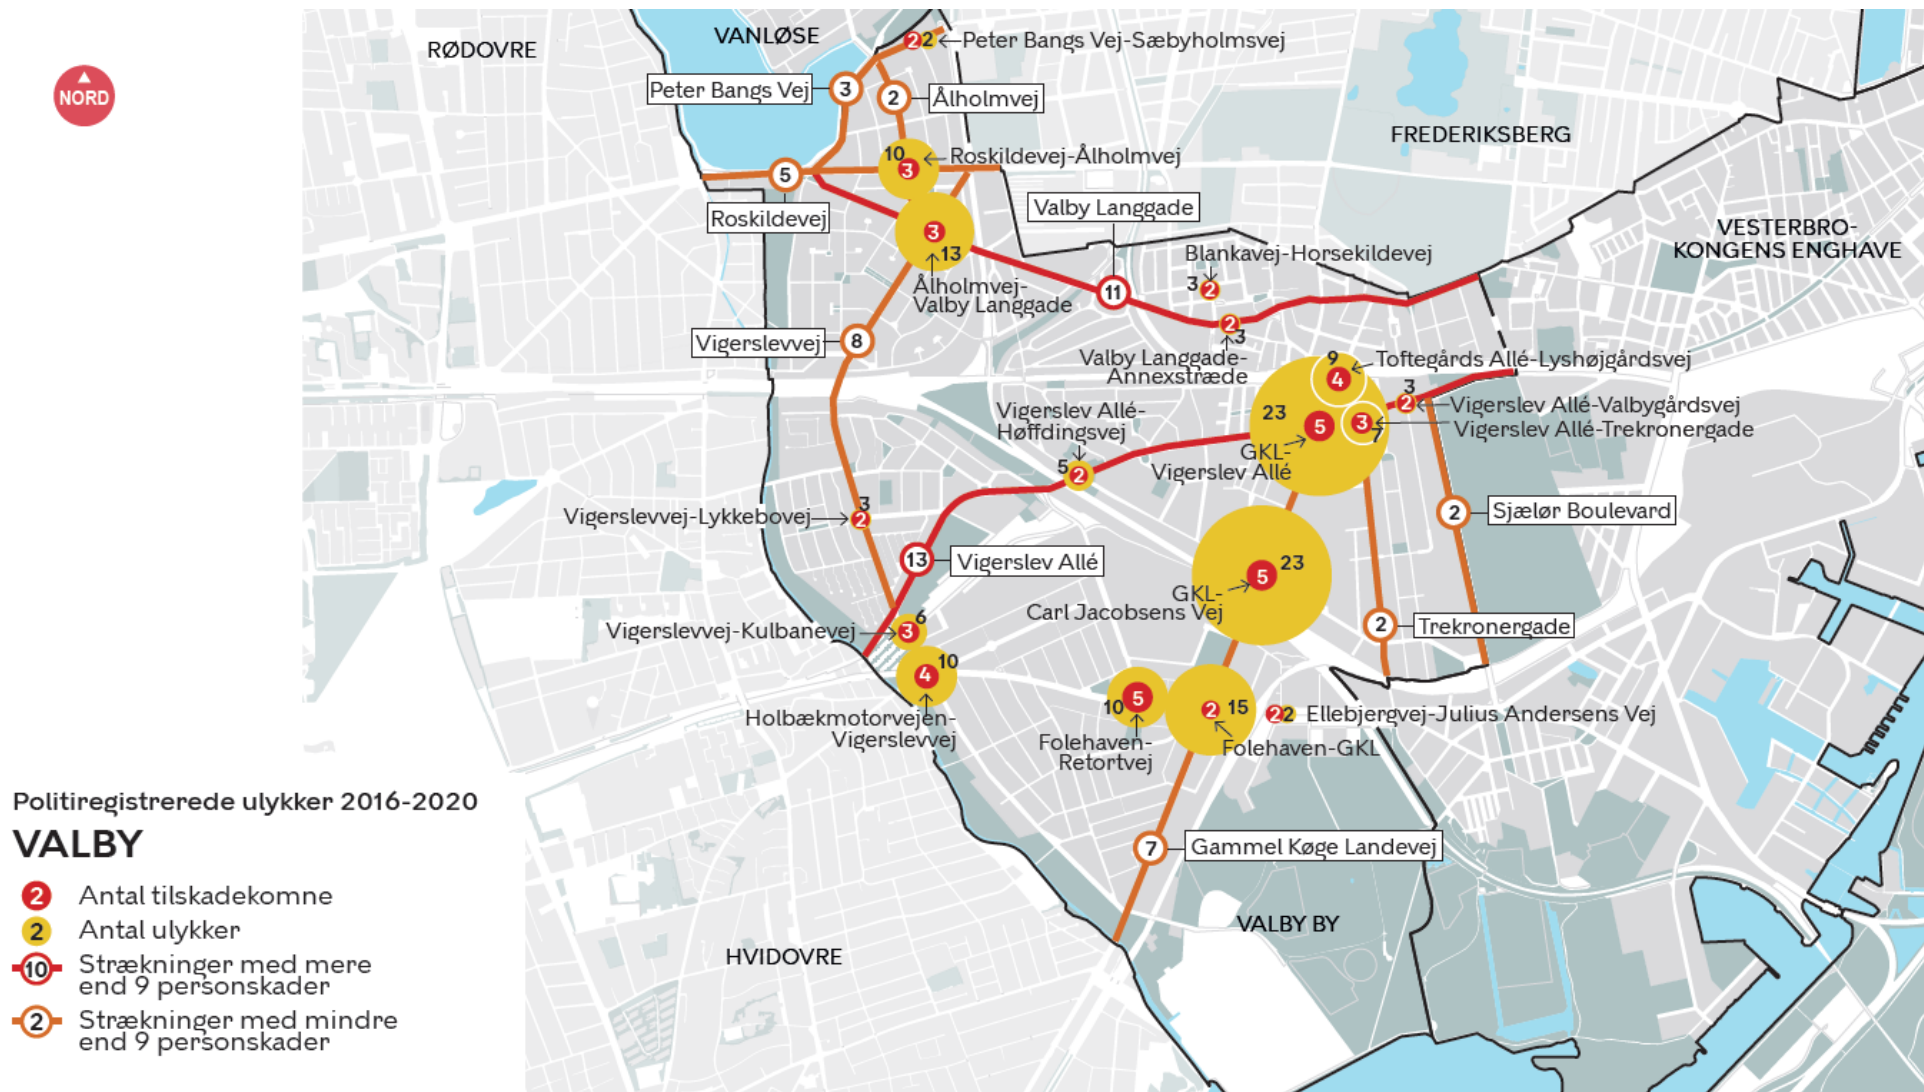 NORD
RØDOVRE
VANLØSE
22
Peter Bangs Vej-Sæbyholmsvej
Peter Bangs Vej
3
2
Ålholmvej
FREDERIKSBERG
10
3
Roskildevej-Ålholmvej
5
Roskildevej
Valby Langgade
VESTERBRO-
KONGENS ENGHAVE
3
13
Ålholmvej-
Valby Langgade
Blankavej-Horsekildevej
3
2
11
2
3
Valby Langgade-
Annexstræde
Vigerslevvej
8
9
4
Toftegårds Allé-Lyshøjgårdsvej
3
2
Vigerslev Allé-Valbygårdsvej
23
5
3
7
Vigerslev Allé-Trekronergade
GKL-
Vigerslev Allé
Vigerslev Allé-
Høffdingsvej
5
2
Vigerslevvej-Lykkebovej
3
2
2
Sjælør Boulevard
13
Vigerslev Allé
5
23
GKL-
Carl Jacobsens Vej
Vigerslevvej-Kulbanevej
6
3
2
Trekronergade
4
10
Holbækmotorvejen-
Vigerslevvej
5
10
Folehaven-
Retortvej
2
15
Folehaven-GKL
22
Ellebjergvej-Julius Andersens Vej
7
Gammel Køge Landevej
VALBY BY
HVIDOVRE
Politiregistrerede ulykker 2016-2020
VALBY
2
Antal tilskadekomne
2
Antal ulykker
10
Strækninger med mere
end 9 personskader
2
Strækninger med mindre
end 9 personskader